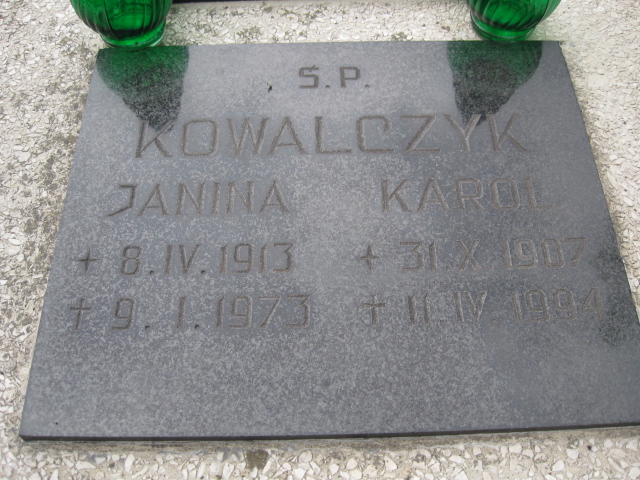 Ś.P.
KOWALCZYK
JANINA KAROL
+ 8.IV.1913 + 31.X.1907
+ 9.I.1973 + 11.IV.1994